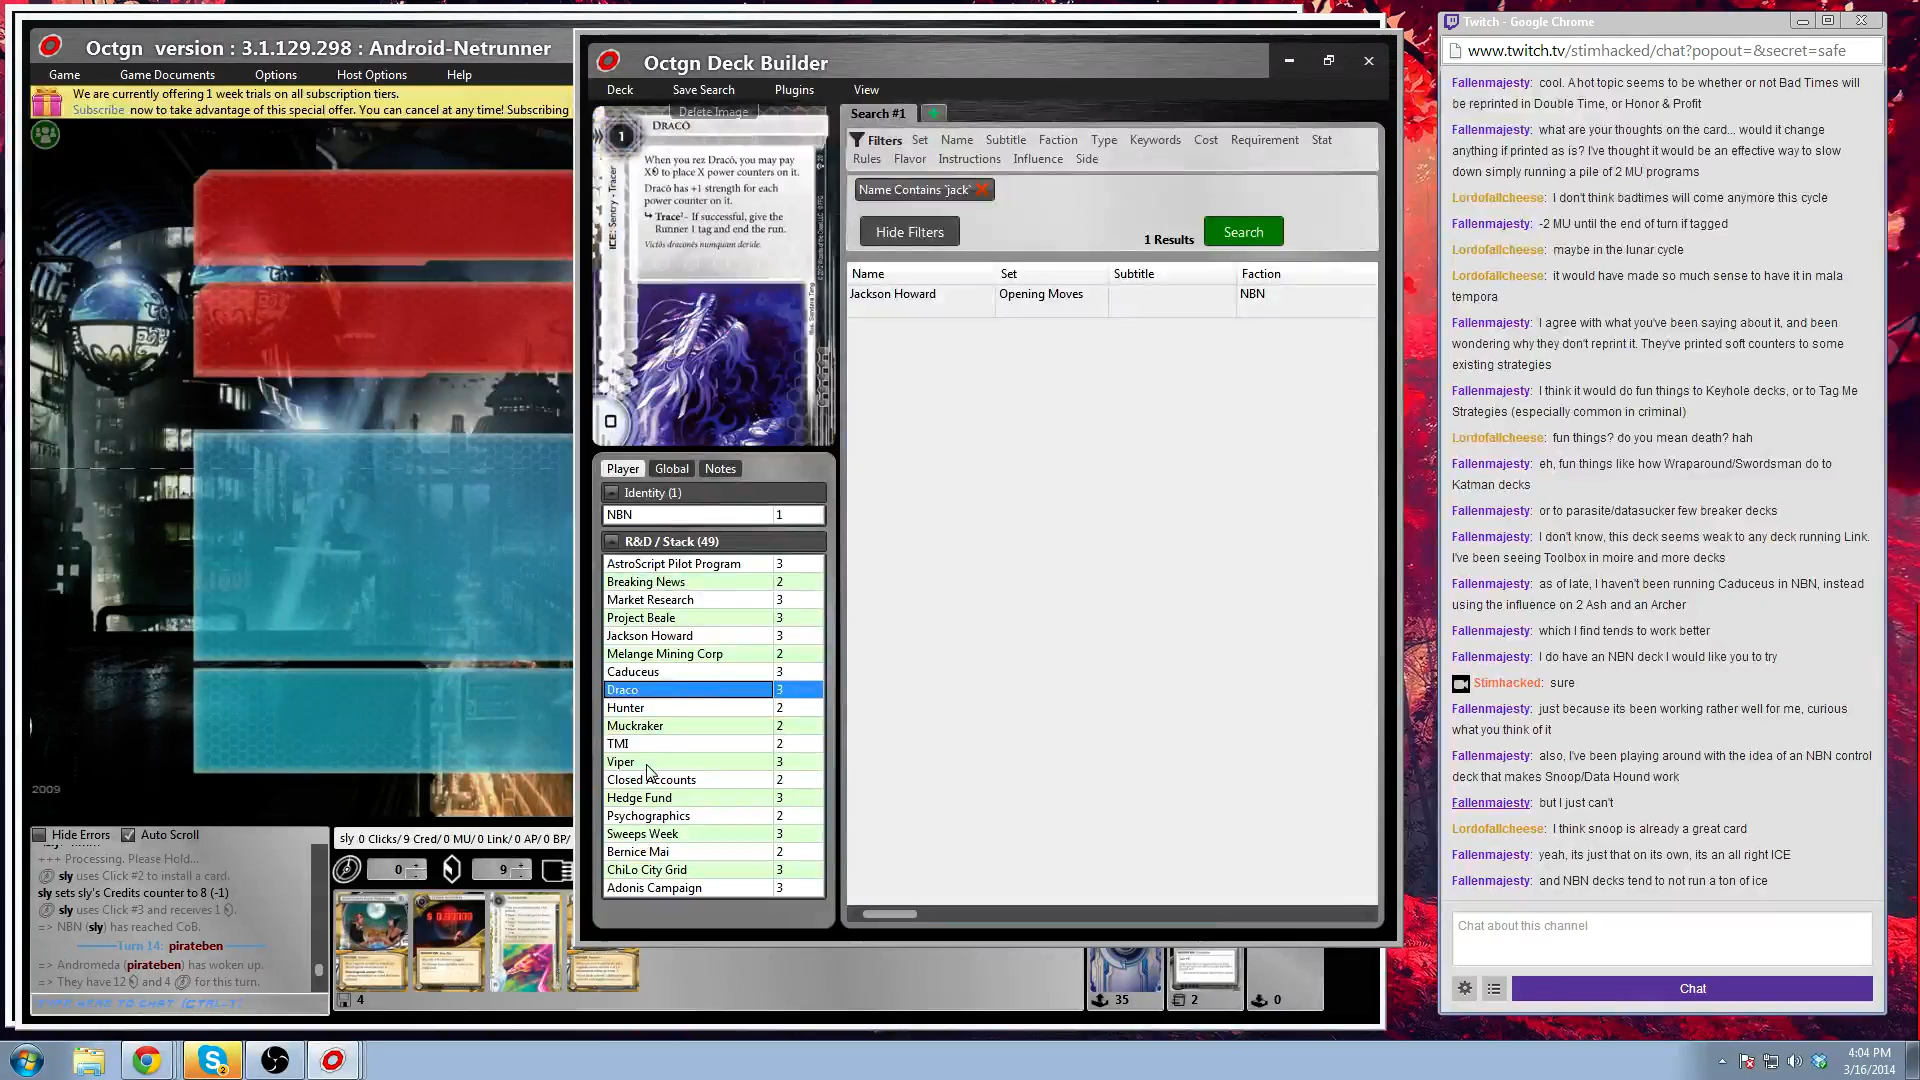 Octgn version : 3.1.129.298 : Android-Netrunner
Game Game Documents Options Host Options Help
We are currently offering 1 week trials on all subscription tiers.
Subscribe now to take advantage of this special offer. You can cancel at any time! Subscribing
2009
Hide Errors Auto Scroll
+++ Processing. Please Hold...
sly uses Click #2 to install a card.
sly sets sly's Credits counter to 8 (-1)
sly uses Click #3 and receives 1
=> NBN (sly) has reached CoB.
Turn 14: pirateben
=> Andromeda (pirateben) has woken up.
=> They have 12 and 4 for this turn.
TYPE HERE TO CHAT (CTRL-T)
sly 0 Clicks/ 9 Cred/ 0 MU/ 0 Link/ 0 AP/ 0 BP/
0 9
4
35 2 0
Octgn Deck Builder
Deck Save Search Plugins View
Delete Image
1
DRACŌ
When you rez Dracō, you may pay
X to place X power counters on it.
Dracō has +1 strength for each
power counter on it.
Trace² – If successful, give the
Runner 1 tag and end the run.
Victōs dracōnēs numquam dēride.
ICE: Sentry - Tracer
Player Global Notes
Identity (1)
NBN 1
R&D / Stack (49)
AstroScript Pilot Program 3
Breaking News 2
Market Research 3
Project Beale 3
Jackson Howard 3
Melange Mining Corp 2
Caduceus 3
Draco 3
Hunter 2
Muckraker 2
TMI 2
Viper 3
Closed Accounts 2
Hedge Fund 3
Psychographics 2
Sweeps Week 3
Bernice Mai 2
ChiLo City Grid 3
Adonis Campaign 3
Search #1
Filters Set Name Subtitle Faction Type Keywords Cost Requirement Stat
Rules Flavor Instructions Influence Side
Name Contains 'jack'
Hide Filters 1 Results Search
Name Set Subtitle Faction
Jackson Howard Opening Moves NBN
Twitch - Google Chrome
www.twitch.tv/stimhacked/chat?popout=&secret=safe
Fallenmajesty: cool. A hot topic seems to be whether or not Bad Times will
be reprinted in Double Time, or Honor & Profit
Fallenmajesty: what are your thoughts on the card... would it change
anything if printed as is? I've thought it would be an effective way to slow
down simply running a pile of 2 MU programs
Lordofallcheese: I don't think badtimes will come anymore this cycle
Fallenmajesty: -2 MU until the end of turn if tagged
Lordofallcheese: maybe in the lunar cycle
Lordofallcheese: it would have made so much sense to have it in mala
tempora
Fallenmajesty: I agree with what you've been saying about it, and been
wondering why they don't reprint it. They've printed soft counters to some
existing strategies
Fallenmajesty: I think it would do fun things to Keyhole decks, or to Tag Me
Strategies (especially common in criminal)
Lordofallcheese: fun things? do you mean death? hah
Fallenmajesty: eh, fun things like how Wraparound/Swordsman do to
Katman decks
Fallenmajesty: or to parasite/datasucker few breaker decks
Fallenmajesty: I don't know, this deck seems weak to any deck running Link.
I've been seeing Toolbox in moire and more decks
Fallenmajesty: as of late, I haven't been running Caduceus in NBN, instead
using the influence on 2 Ash and an Archer
Fallenmajesty: which I find tends to work better
Fallenmajesty: I do have an NBN deck I would like you to try
Stimhacked: sure
Fallenmajesty: just because its been working rather well for me, curious
what you think of it
Fallenmajesty: also, I've been playing around with the idea of an NBN control
deck that makes Snoop/Data Hound work
Fallenmajesty: but I just can't
Lordofallcheese: I think snoop is already a great card
Fallenmajesty: yeah, its just that on its own, its an all right ICE
Fallenmajesty: and NBN decks tend to not run a ton of ice
Chat about this channel
Chat
4:04 PM
3/16/2014